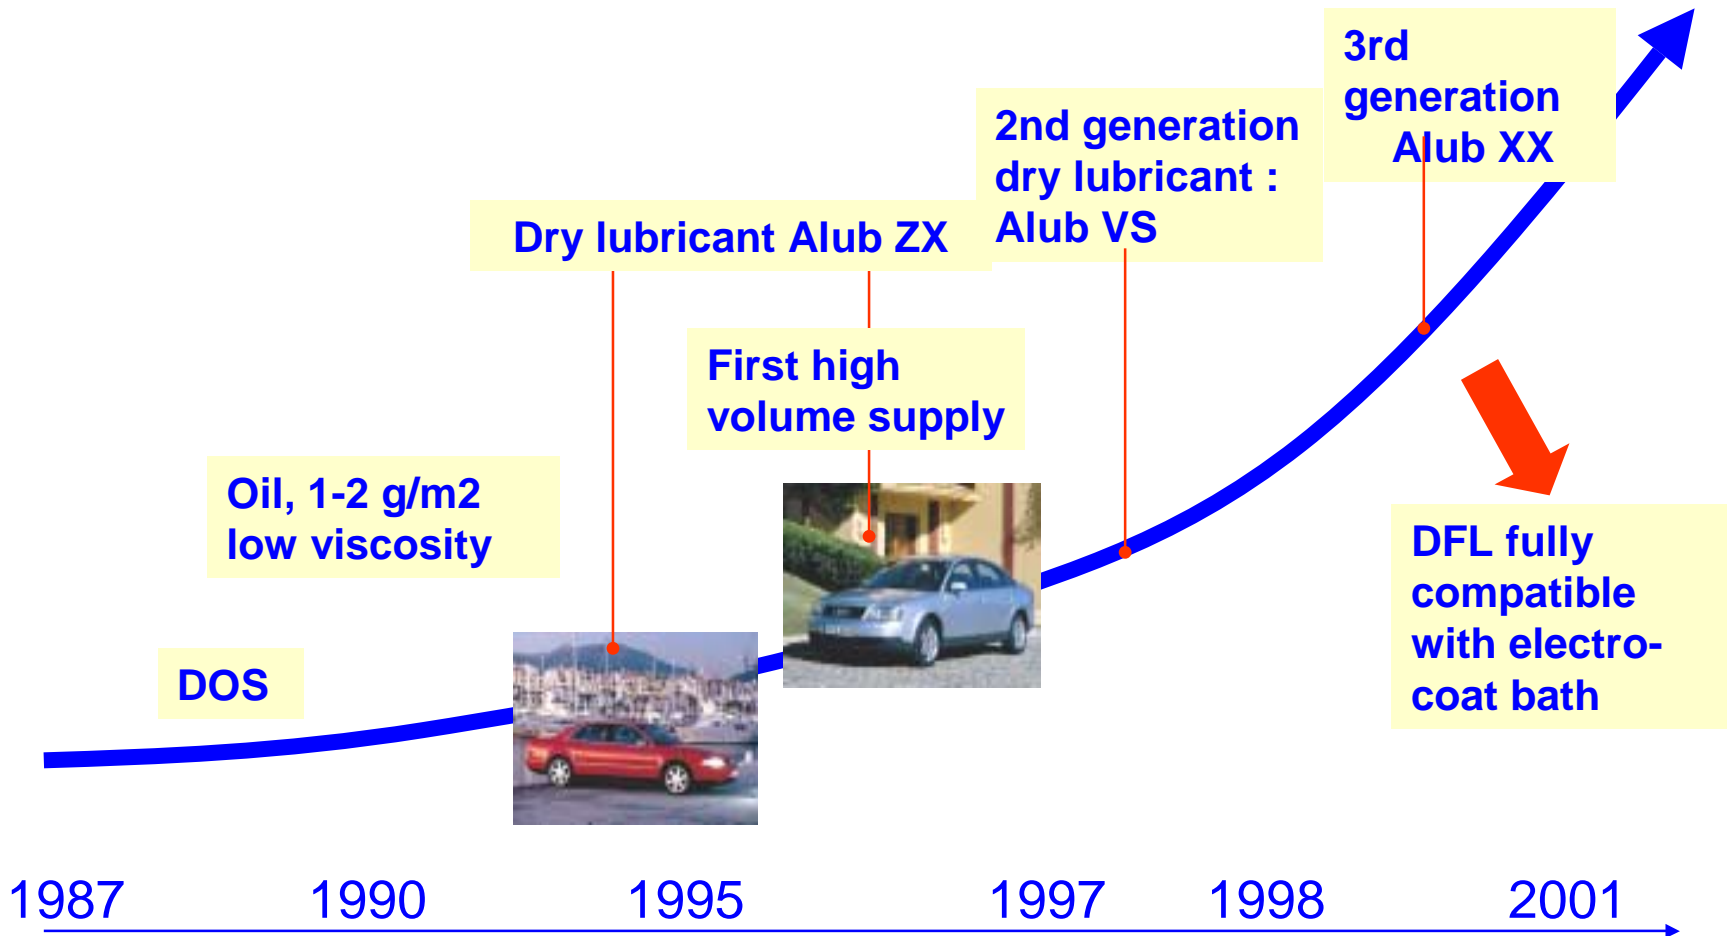 3rd
generation
Alub XX
2nd generation
dry lubricant :
Alub VS
Dry lubricant Alub ZX
First high
volume supply
Oil, 1-2 g/m2
low viscosity
DOS
DFL fully
compatible
with electro-
coat bath
1987 1990 1995 1997 1998 2001